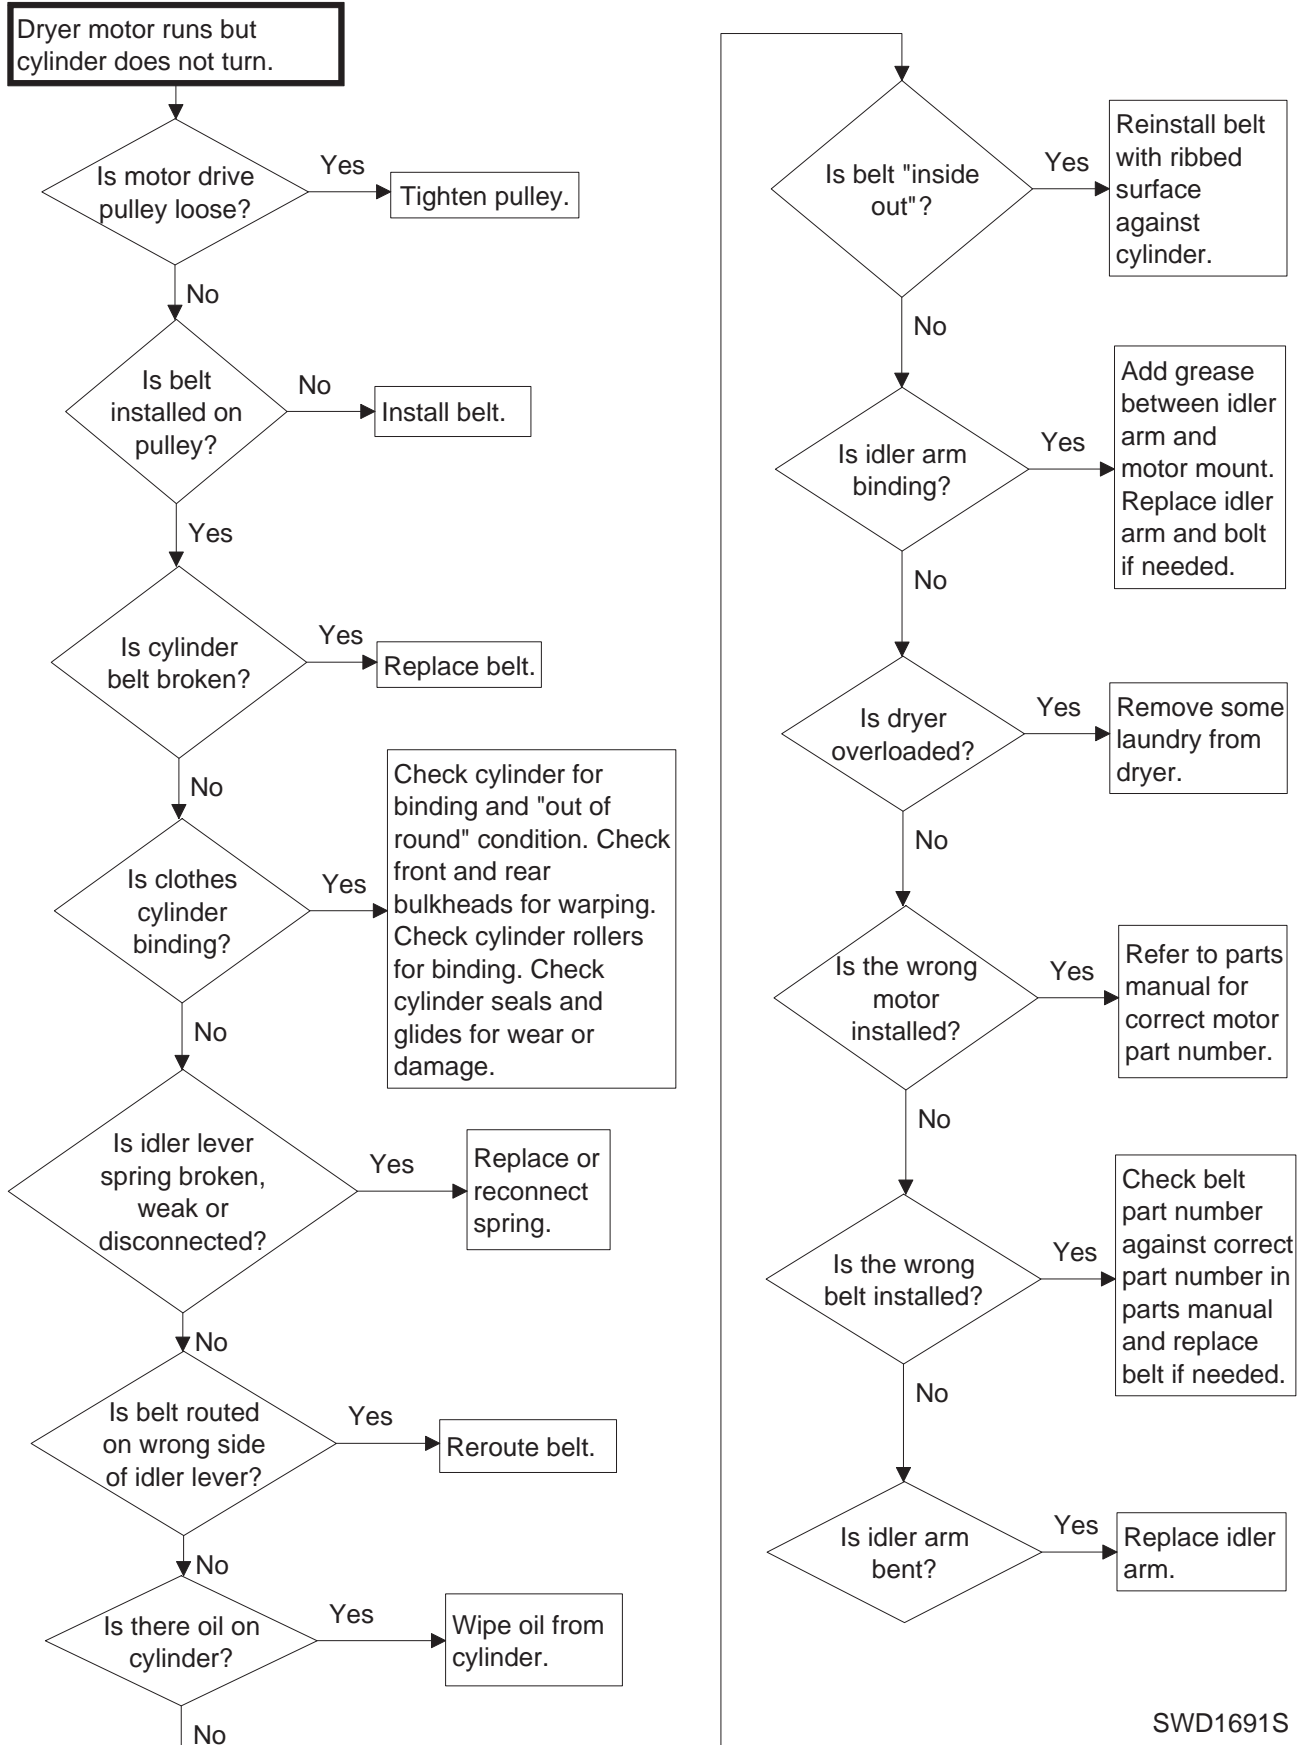 Dryer motor runs but
cylinder does not turn.
Is motor drive
pulley loose?
Yes
Tighten pulley.
No
Is belt
installed on
pulley?
No
Install belt.
Yes
Is cylinder
belt broken?
Yes
Replace belt.
No
Is clothes
cylinder
binding?
Yes
Check cylinder for
binding and "out of
round" condition. Check
front and rear
bulkheads for warping.
Check cylinder rollers
for binding. Check
cylinder seals and
glides for wear or
damage.
No
Is idler lever
spring broken,
weak or
disconnected?
Yes
Replace or
reconnect
spring.
No
Is belt routed
on wrong side
of idler lever?
Yes
Reroute belt.
No
Is there oil on
cylinder?
Yes
Wipe oil from
cylinder.
No
Is belt "inside
out"?
Yes
Reinstall belt
with ribbed
surface
against
cylinder.
No
Is idler arm
binding?
Yes
Add grease
between idler
arm and
motor mount.
Replace idler
arm and bolt
if needed.
No
Is dryer
overloaded?
Yes
Remove some
laundry from
dryer.
No
Is the wrong
motor
installed?
Yes
Refer to parts
manual for
correct motor
part number.
No
Is the wrong
belt installed?
Yes
Check belt
part number
against correct
part number in
parts manual
and replace
belt if needed.
No
Is idler arm
bent?
Yes
Replace idler
arm.
SWD1691S